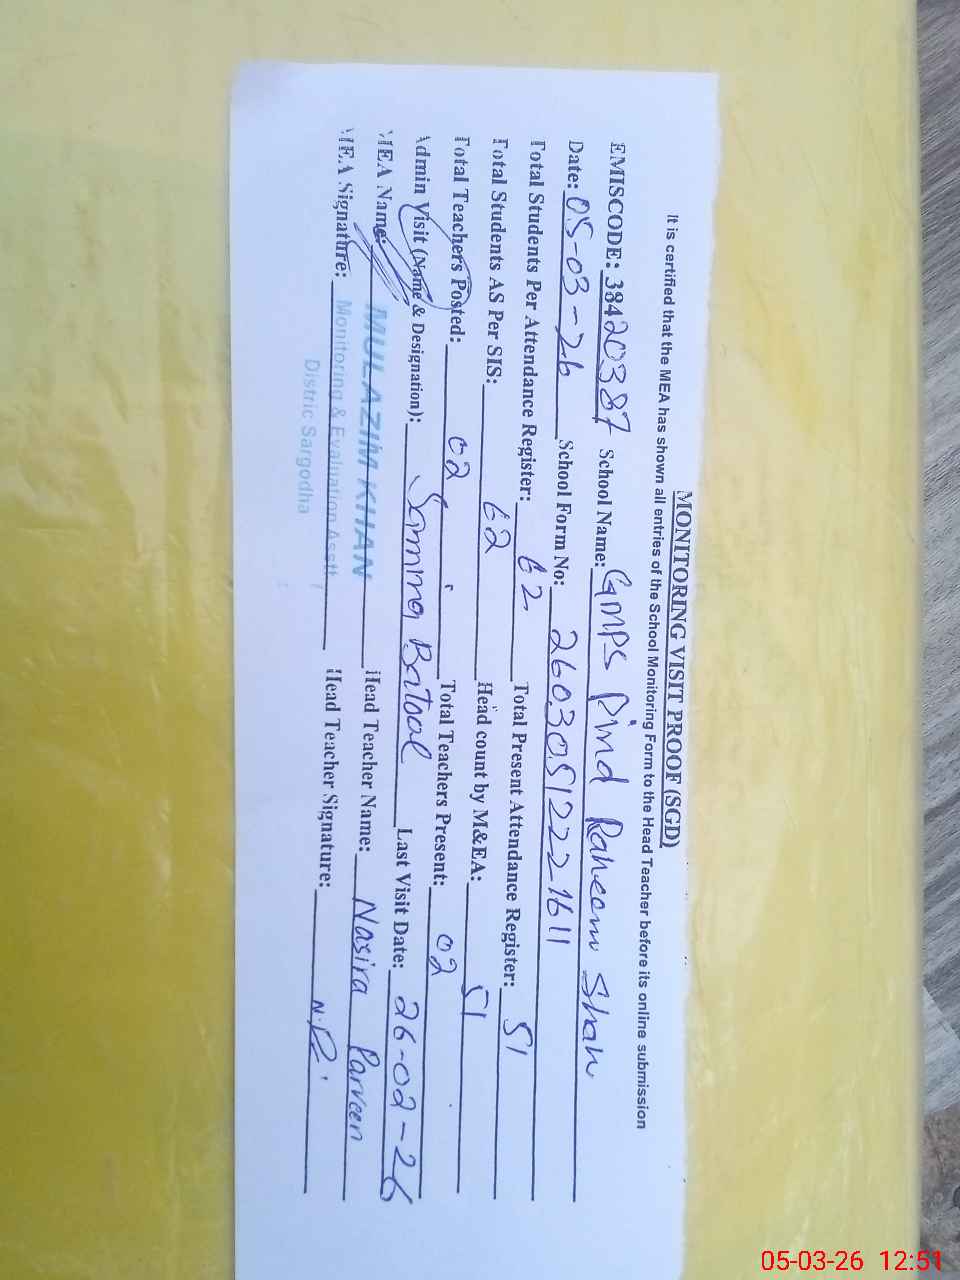 MONITORING VISIT PROOF (SGD)
It is certified that the MEA has shown all entries of the School Monitoring Form to the Head Teacher before its online submission
EMISCODE: 38420387 School Name: GMPS Pind Raheem Shah
Date: 05-03-26 School Form No: 26030512221611
Total Students Per Attendance Register: 62 Total Present Attendance Register: 51
Total Students AS Per SIS: 62 Head count by M&EA: 51
Total Teachers Posted: 02 Total Teachers Present: 02
Admin Visit (Name & Designation): Samina Batool Last Visit Date: 26-02-26
MEA Name: MULAZIM KHAN Head Teacher Name: Nasira Parveen
MEA Signature: Monitoring & Evaluation Asstt Head Teacher Signature: N.P.
Distric Sargodha
05-03-26 12:51